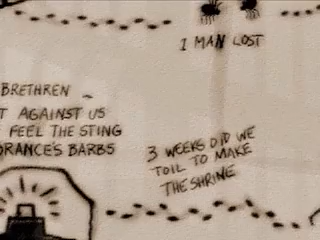 1 MAN LOST
BRETHREN
T AGAINST US
FEEL THE STING
ORANCE'S BARBS
3 WEEKS DID WE
TOIL TO MAKE
THE SHRINE